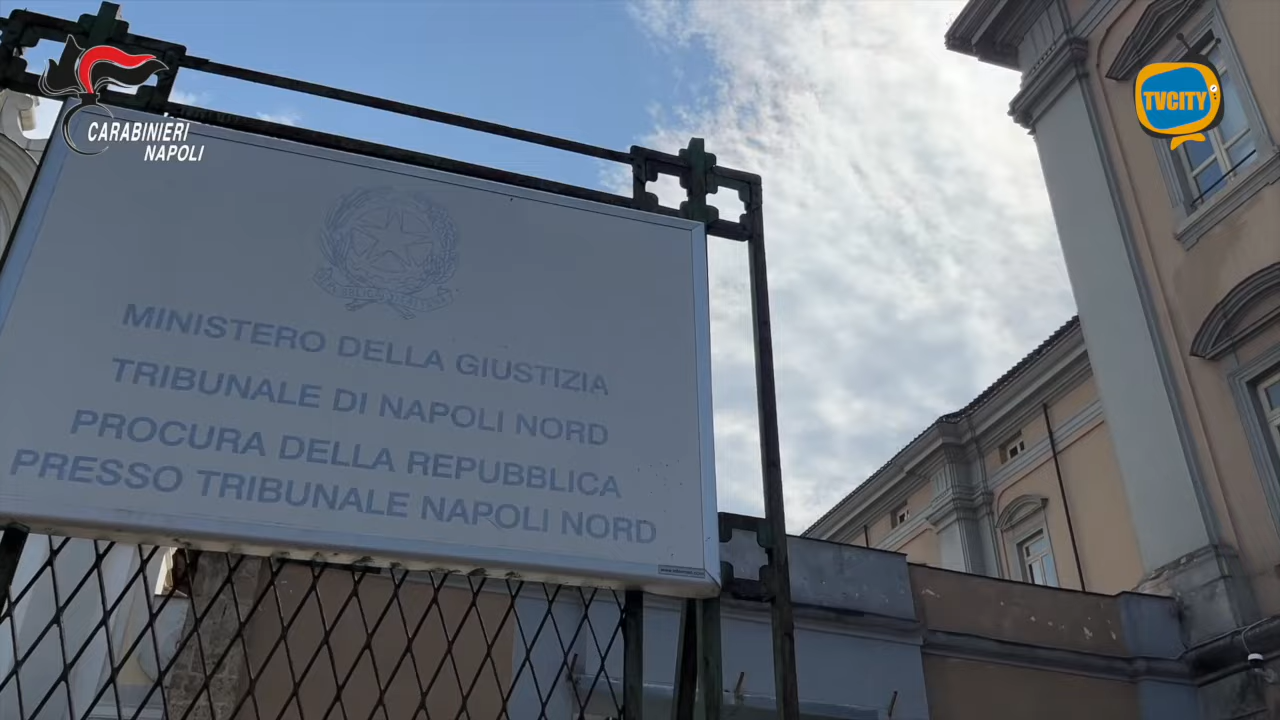 CARABINIERI
NAPOLI
TVCITY
MINISTERO DELLA GIUSTIZIA
TRIBUNALE DI NAPOLI NORD
PROCURA DELLA REPUBBLICA
PRESSO TRIBUNALE NAPOLI NORD